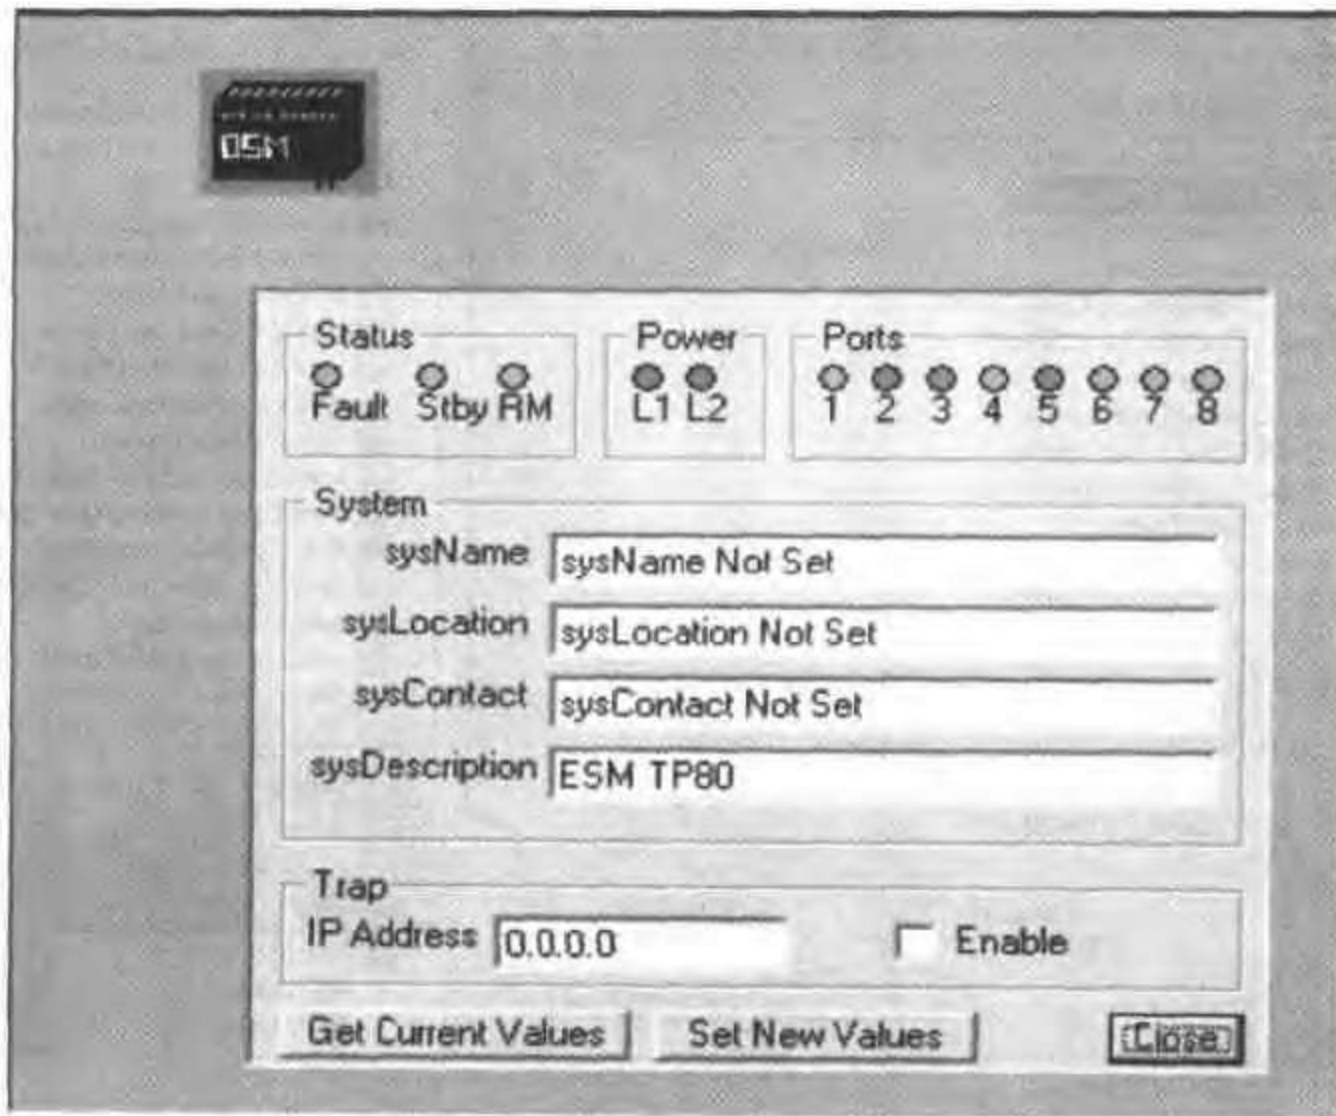 OSM
Status Power Ports
Fault Stby RM L1 L2 1 2 3 4 5 6 7 8
System
sysName sysName Not Set
sysLocation sysLocation Not Set
sysContact sysContact Not Set
sysDescription ESM TP80
Trap
IP Address 0.0.0.0 Enable
Get Current Values Set New Values Close